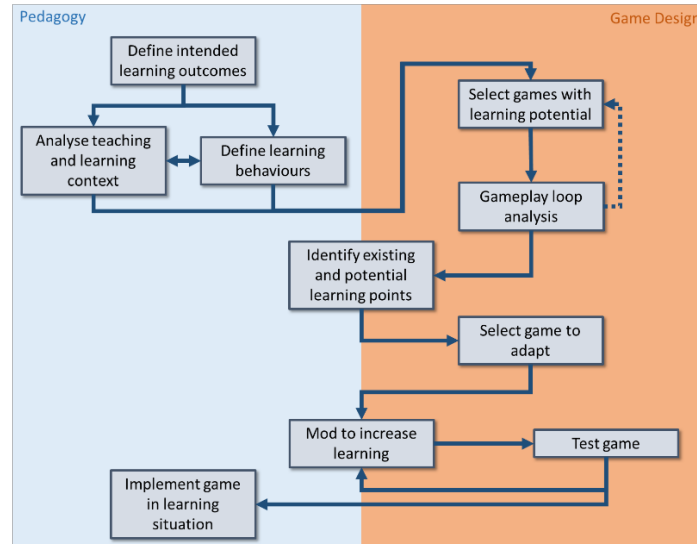 Pedagogy
Game Design
Define intended
learning outcomes
Select games with
learning potential
Analyse teaching
and learning
context
Define learning
behaviours
Gameplay loop
analysis
Identify existing
and potential
learning points
Select game to
adapt
Mod to increase
learning
Test game
Implement game
in learning
situation